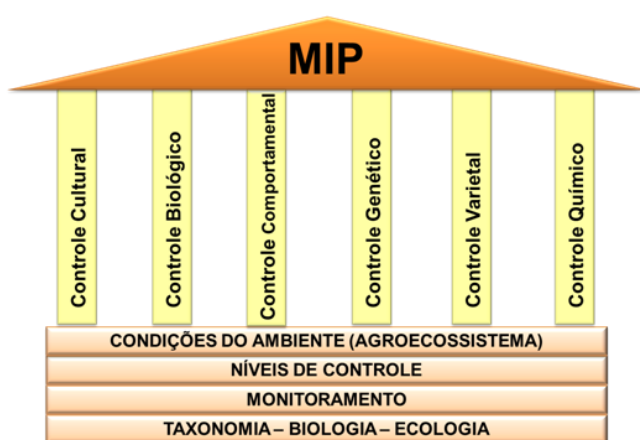 MIP
Controle Cultural
Controle Biológico
Controle Comportamental
Controle Genético
Controle Varietal
Controle Químico
CONDIÇÕES DO AMBIENTE (AGROECOSSISTEMA)
NÍVEIS DE CONTROLE
MONITORAMENTO
TAXONOMIA – BIOLOGIA – ECOLOGIA